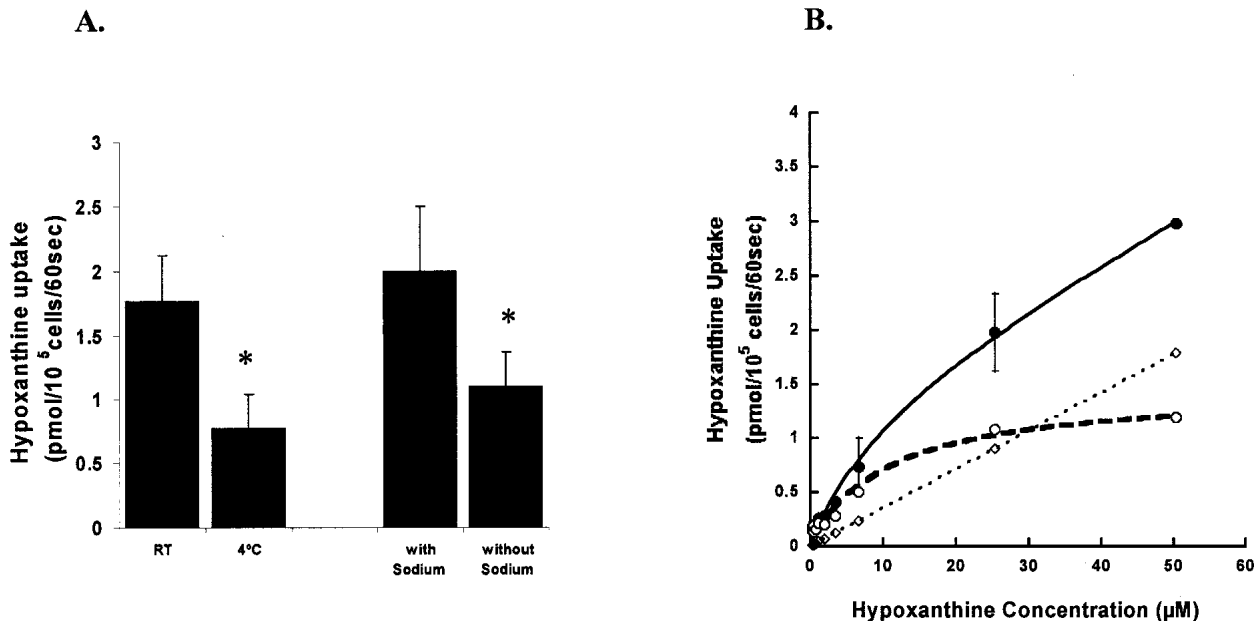 A.
Hypoxanthine uptake
(pmol/10 ⁵cells/60sec)
3
2.5
2
1.5
1
0.5
0
*
*
RT
4ºC
with
Sodium
without
Sodium
B.
Hypoxanthine Uptake
(pmol/10⁵ cells/60sec)
4
3.5
3
2.5
2
1.5
1
0.5
0
0
10
20
30
40
50
60
Hypoxanthine Concentration (µM)